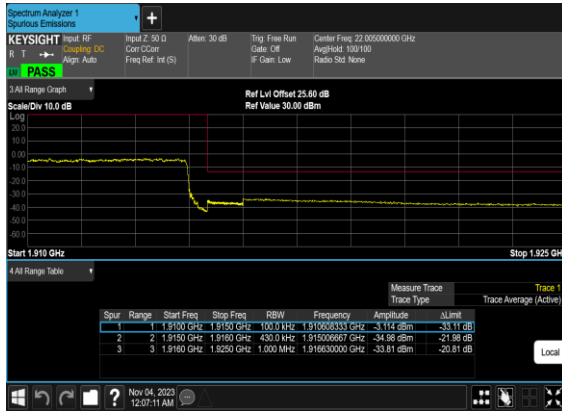 Spectrum Analyzer 1
Spurious Emissions
+
KEYSIGHT Input: RF Input Z: 50 Ω Atten: 30 dB Trig: Free Run Center Freq: 22.005000000 GHz
R T Coupling: DC Corr CCorr Gate: Off Avg|Hold: 100/100
Align: Auto Freq Ref: Int (S) IF Gain: Low Radio Std: None
PASS
3 All Range Graph
Ref Lvl Offset 25.60 dB
Scale/Div 10.0 dB Ref Value 30.00 dBm
Log
20.0
10.0
0.00
-10.0
-20.0
-30.0
-40.0
-50.0
-60.0
Start 1.910 GHz Stop 1.925 GH
4 All Range Table
Measure Trace Trace 1
Trace Type Trace Average (Active)
Spur Range Start Freq Stop Freq RBW Frequency Amplitude ΔLimit
1 1 1.9100 GHz 1.9150 GHz 100.0 kHz 1.910608333 GHz -3.114 dBm -33.11 dB
2 2 1.9150 GHz 1.9160 GHz 430.0 kHz 1.915006667 GHz -34.98 dBm -21.98 dB
3 3 1.9160 GHz 1.9250 GHz 1.000 MHz 1.916630000 GHz -33.81 dBm -20.81 dB
Local
? Nov 04, 2023
12:07:11 AM